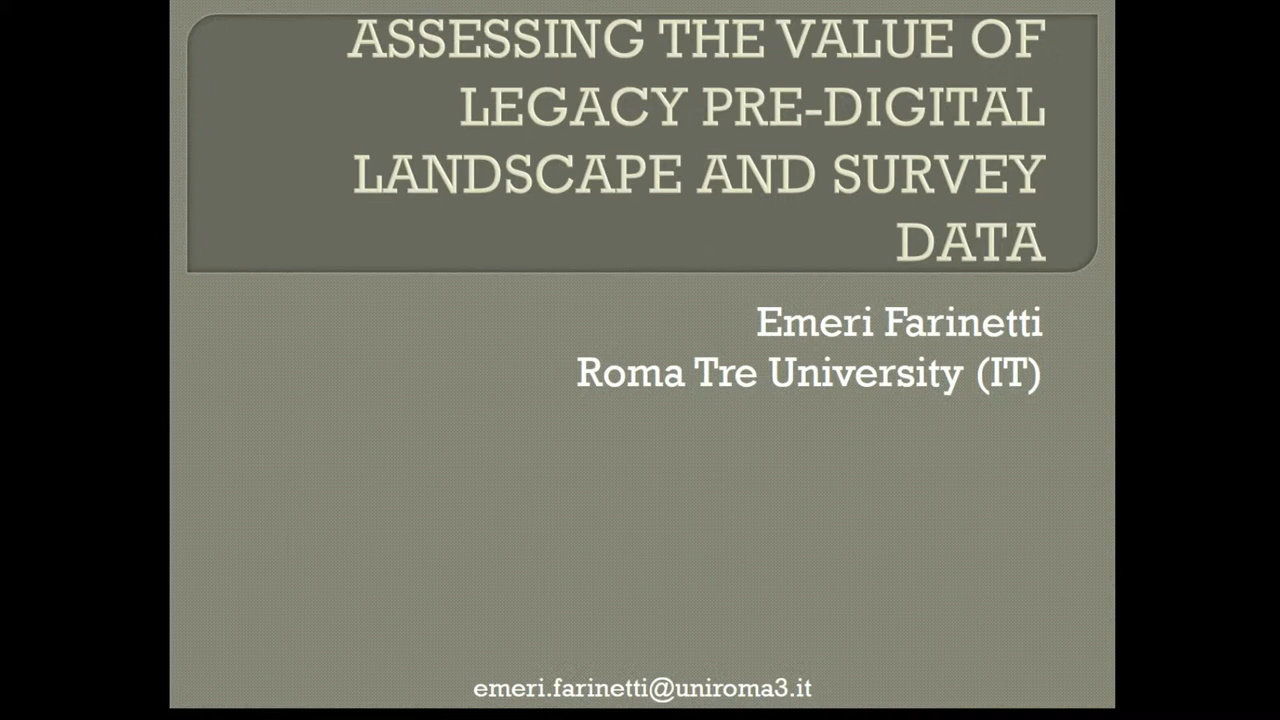 ASSESSING THE VALUE OF
LEGACY PRE-DIGITAL
LANDSCAPE AND SURVEY
DATA
Emeri Farinetti
Roma Tre University (IT)
emeri.farinetti@uniroma3.it